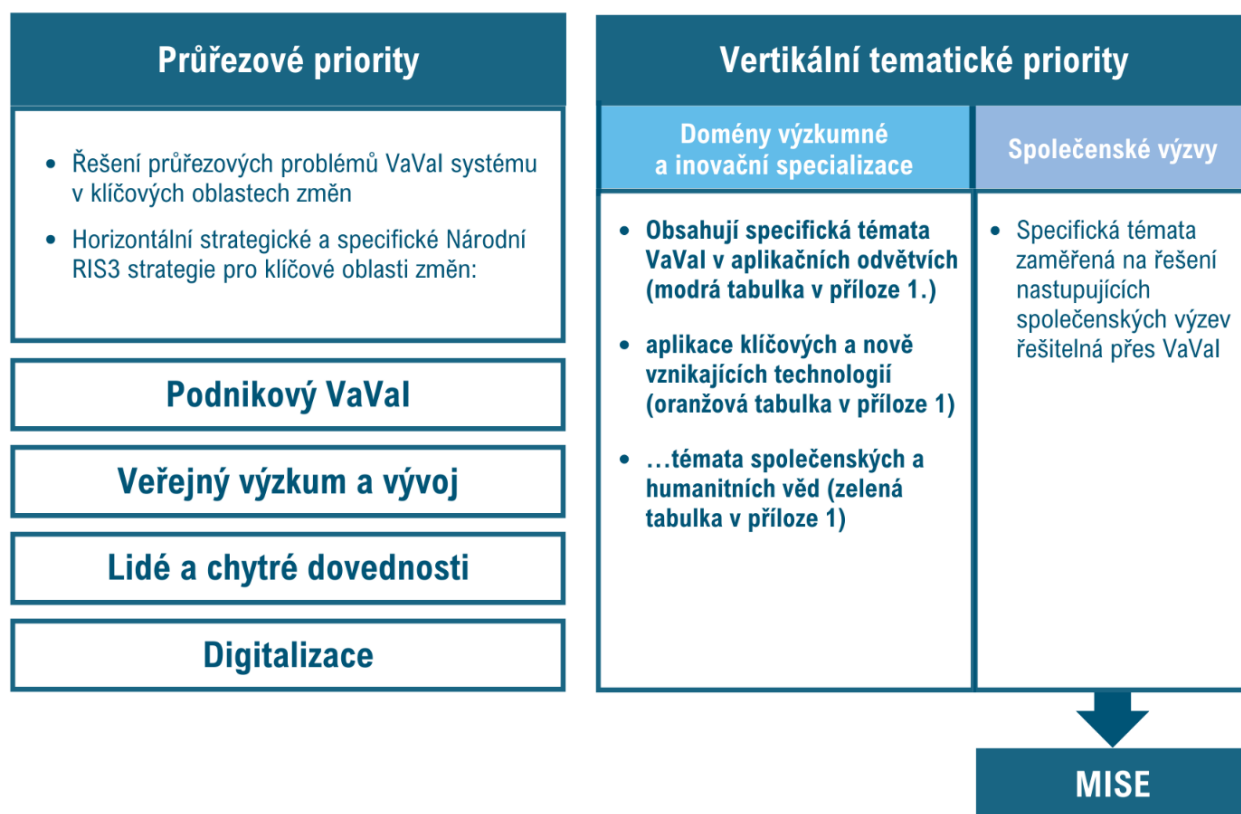 Průřezové priority
• Řešení průřezových problémů VaVaI systému
v klíčových oblastech změn
• Horizontální strategické a specifické Národní
RIS3 strategie pro klíčové oblasti změn:
Podnikový VaVaI
Veřejný výzkum a vývoj
Lidé a chytré dovednosti
Digitalizace
Vertikální tematické priority
Domény výzkumné
a inovační specializace
• Obsahují specifická témata
VaVaI v aplikačních odvětvích
(modrá tabulka v příloze 1.)
• aplikace klíčových a nově
vznikajících technologií
(oranžová tabulka v příloze 1)
• …témata společenských a
humanitních věd (zelená
tabulka v příloze 1)
Společenské výzvy
• Specifická témata
zaměřená na řešení
nastupujících
společenských výzev
řešitelná přes VaVaI
MISE